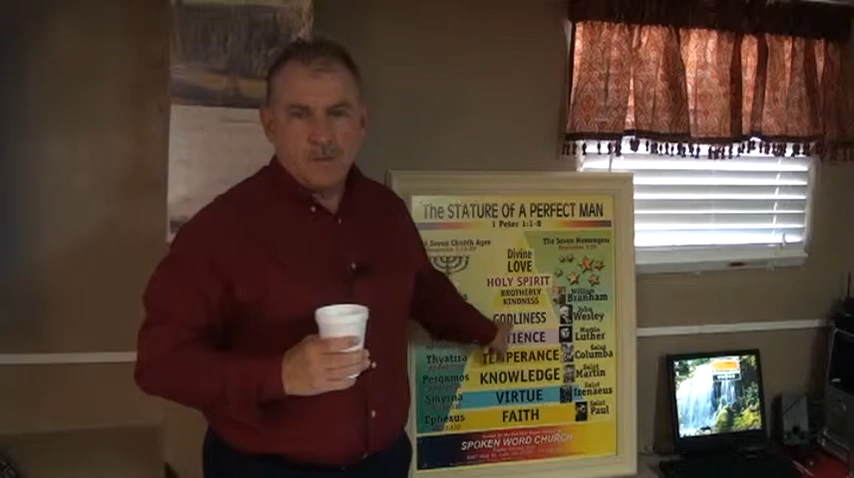 The STATURE OF A PERFECT MAN
1 Peter 1:1-8
Seven Church Ages
The Seven Messengers
Divine
LOVE
HOLY SPIRIT
BROTHERLY
KINDNESS
William
Branham
GODLINESS
John
Wesley
TIENCE
Martin
Luther
Thyatira
TEMPERANCE
Saint
Columba
Pergamos
KNOWLEDGE
Saint
Martin
Smyrna
VIRTUE
Saint
Irenaeus
Ephesus
FAITH
Saint
Paul
SPOKEN WORD CHURCH